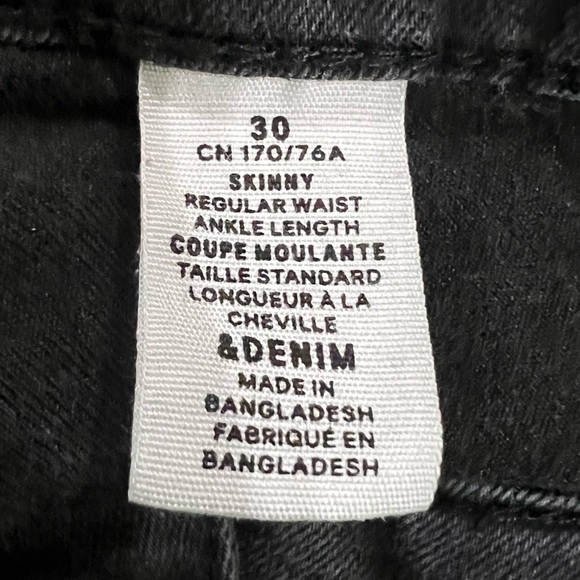 30
CN 170/76A
SKINNY
REGULAR WAIST
ANKLE LENGTH
COUPE MOULANTE
TAILLE STANDARD
LONGUEUR À LA
CHEVILLE
&DENIM
MADE IN
BANGLADESH
FABRIQUÉ EN
BANGLADESH